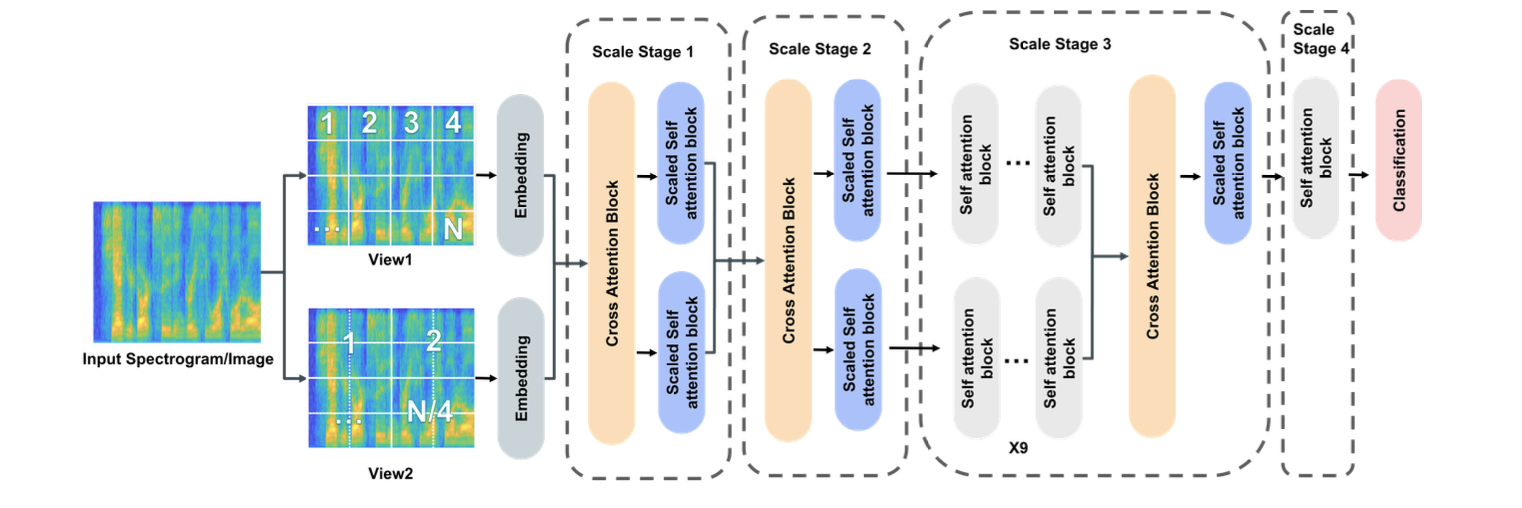 Input Spectrogram/Image
1 2 3 4
... N
View1
1 2
... N/4
View2
Embedding
Embedding
Scale Stage 1
Cross Attention Block
Scaled Self
attention block
Scaled Self
attention block
Scale Stage 2
Cross Attention Block
Scaled Self
attention block
Scaled Self
attention block
Scale Stage 3
Self attention
block
...
Self attention
block
Self attention
block
...
Self attention
block
X9
Cross Attention Block
Scaled Self
attention block
Scale
Stage 4
Self attention
block
Classification